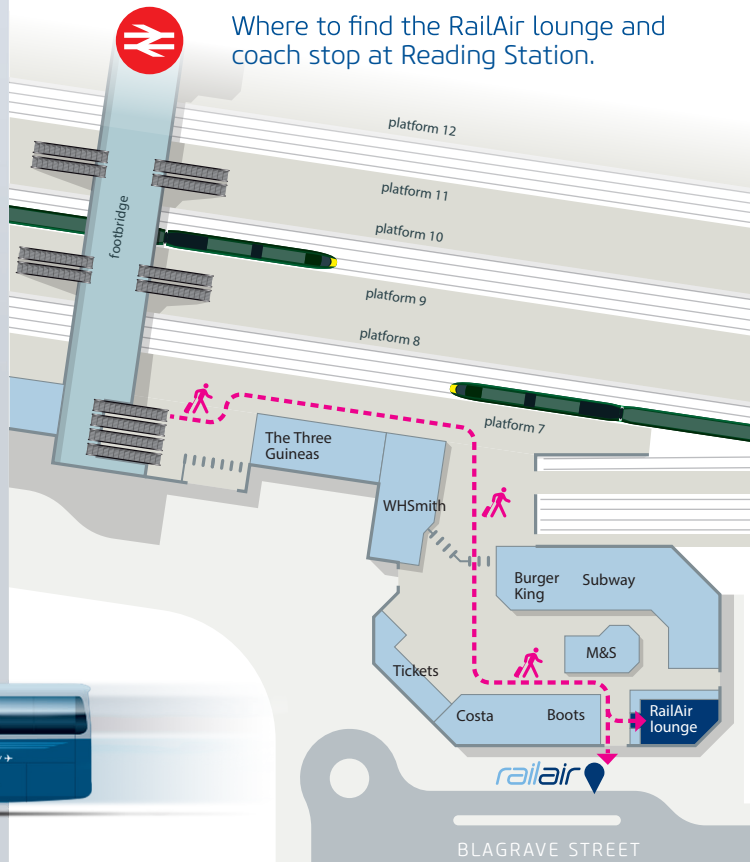 Where to find the RailAir lounge and
coach stop at Reading Station.
platform 12
platform 11
footbridge
platform 10
platform 9
platform 8
platform 7
The Three
Guineas
WHSmith
Burger
King
Subway
M&S
Tickets
Costa
Boots
RailAir
lounge
railair
BLAGRAVE STREET